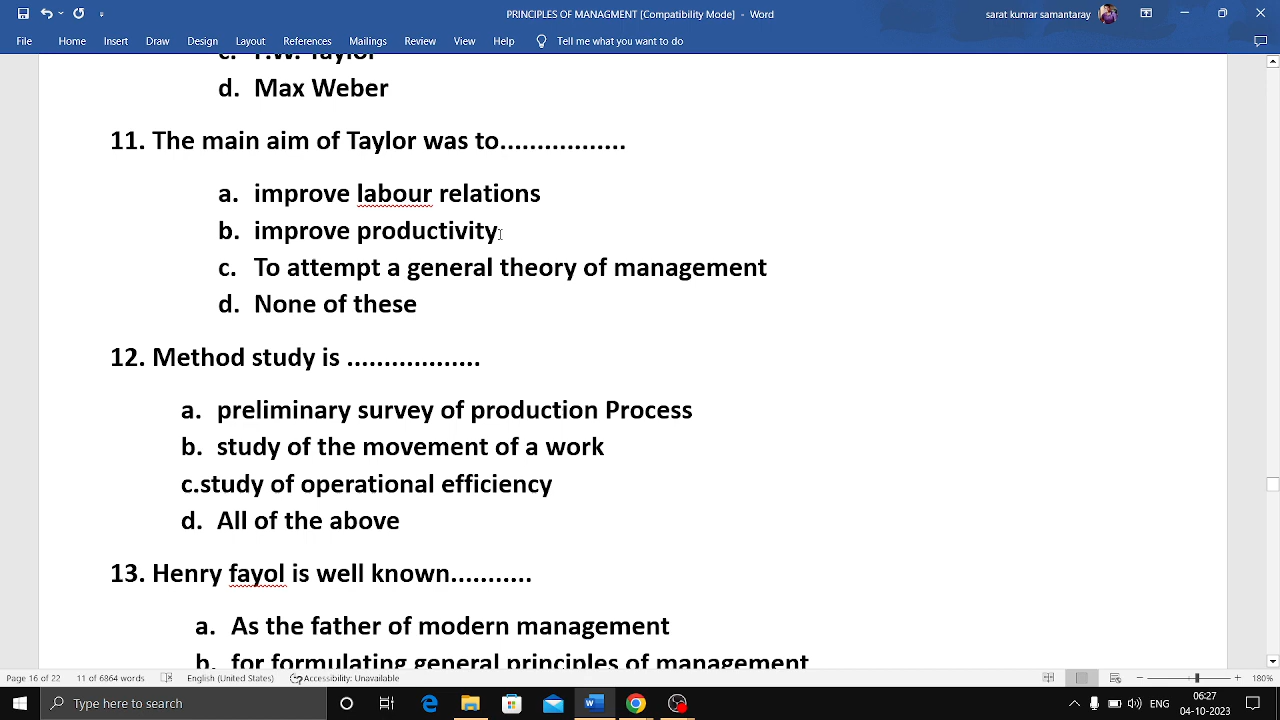 PRINCIPLES OF MANAGMENT [Compatibility Mode] - Word
sarat kumar samantaray
File Home Insert Draw Design Layout References Mailings Review View Help Tell me what you want to do
c. F.W. Taylor
d. Max Weber
11. The main aim of Taylor was to.................
a. improve labour relations
b. improve productivity
c. To attempt a general theory of management
d. None of these
12. Method study is ..................
a. preliminary survey of production Process
b. study of the movement of a work
c.study of operational efficiency
d. All of the above
13. Henry fayol is well known...........
a. As the father of modern management
b. for formulating general principles of management
Page 16 of 22 11 of 6864 words English (United States) Accessibility: Unavailable 180%
Type here to search
ENG
06:27
04-10-2023